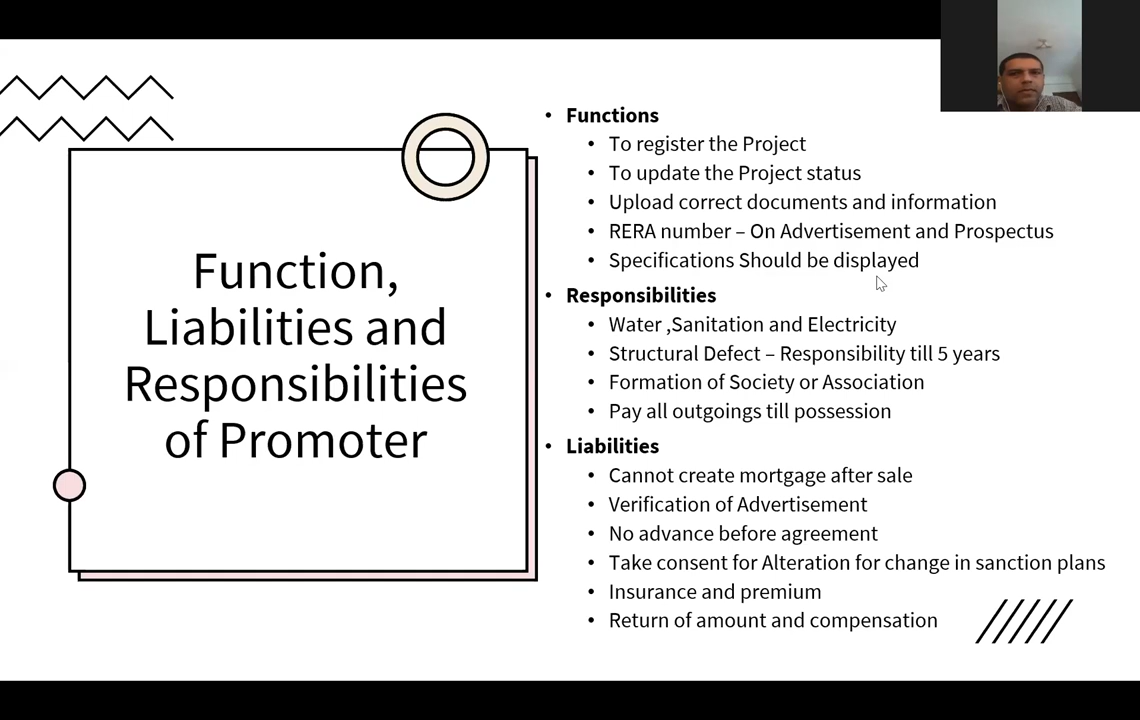 Function,
Liabilities and
Responsibilities
of Promoter
• Functions
• To register the Project
• To update the Project status
• Upload correct documents and information
• RERA number – On Advertisement and Prospectus
• Specifications Should be displayed
• Responsibilities
• Water ,Sanitation and Electricity
• Structural Defect – Responsibility till 5 years
• Formation of Society or Association
• Pay all outgoings till possession
• Liabilities
• Cannot create mortgage after sale
• Verification of Advertisement
• No advance before agreement
• Take consent for Alteration for change in sanction plans
• Insurance and premium
• Return of amount and compensation